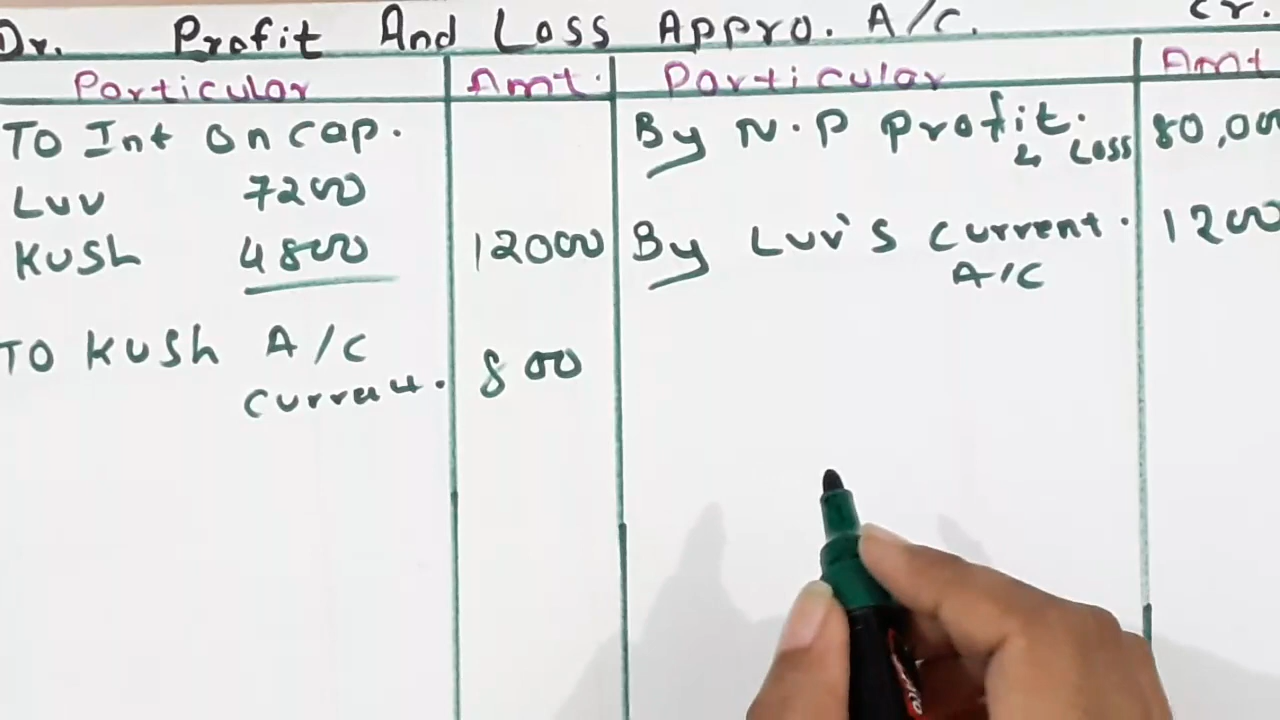 Dr. Profit And Loss Appro. A/C. Cr.
Particular Amt. Particular Amt
To Int on cap. By N.P Profit. 80,00
& Loss
Luv 7200
Kush 4800 12000 By Luv's Current. 1200
A/C
To Kush A/C 800
Current.